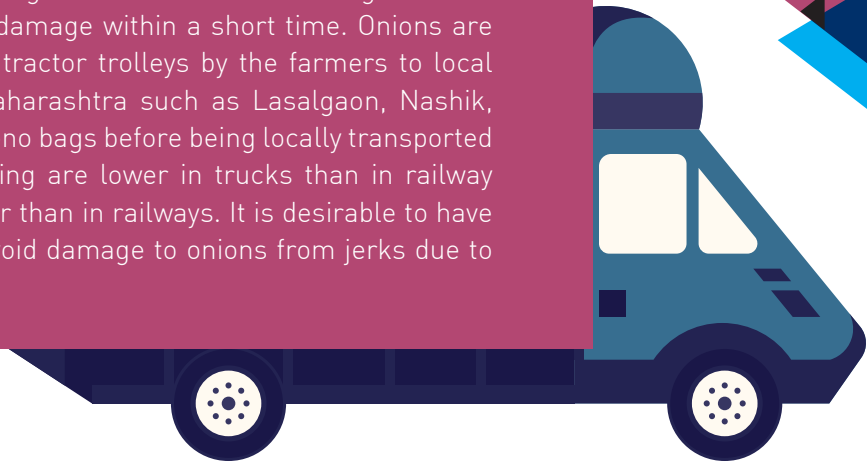 damage within a short time. Onions are
tractor trolleys by the farmers to local
aharashtra such as Lasalgaon, Nashik,
no bags before being locally transported
ing are lower in trucks than in railway
r than in railways. It is desirable to have
void damage to onions from jerks due to